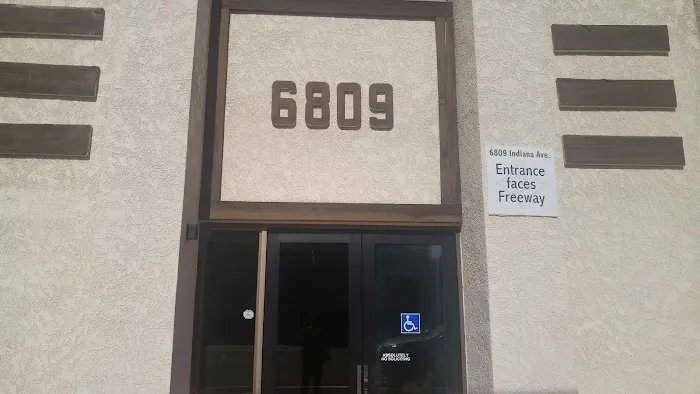 6809
6809 Indiana Ave.
Entrance
faces
Freeway
ABSOLUTELY
NO SOLICITING